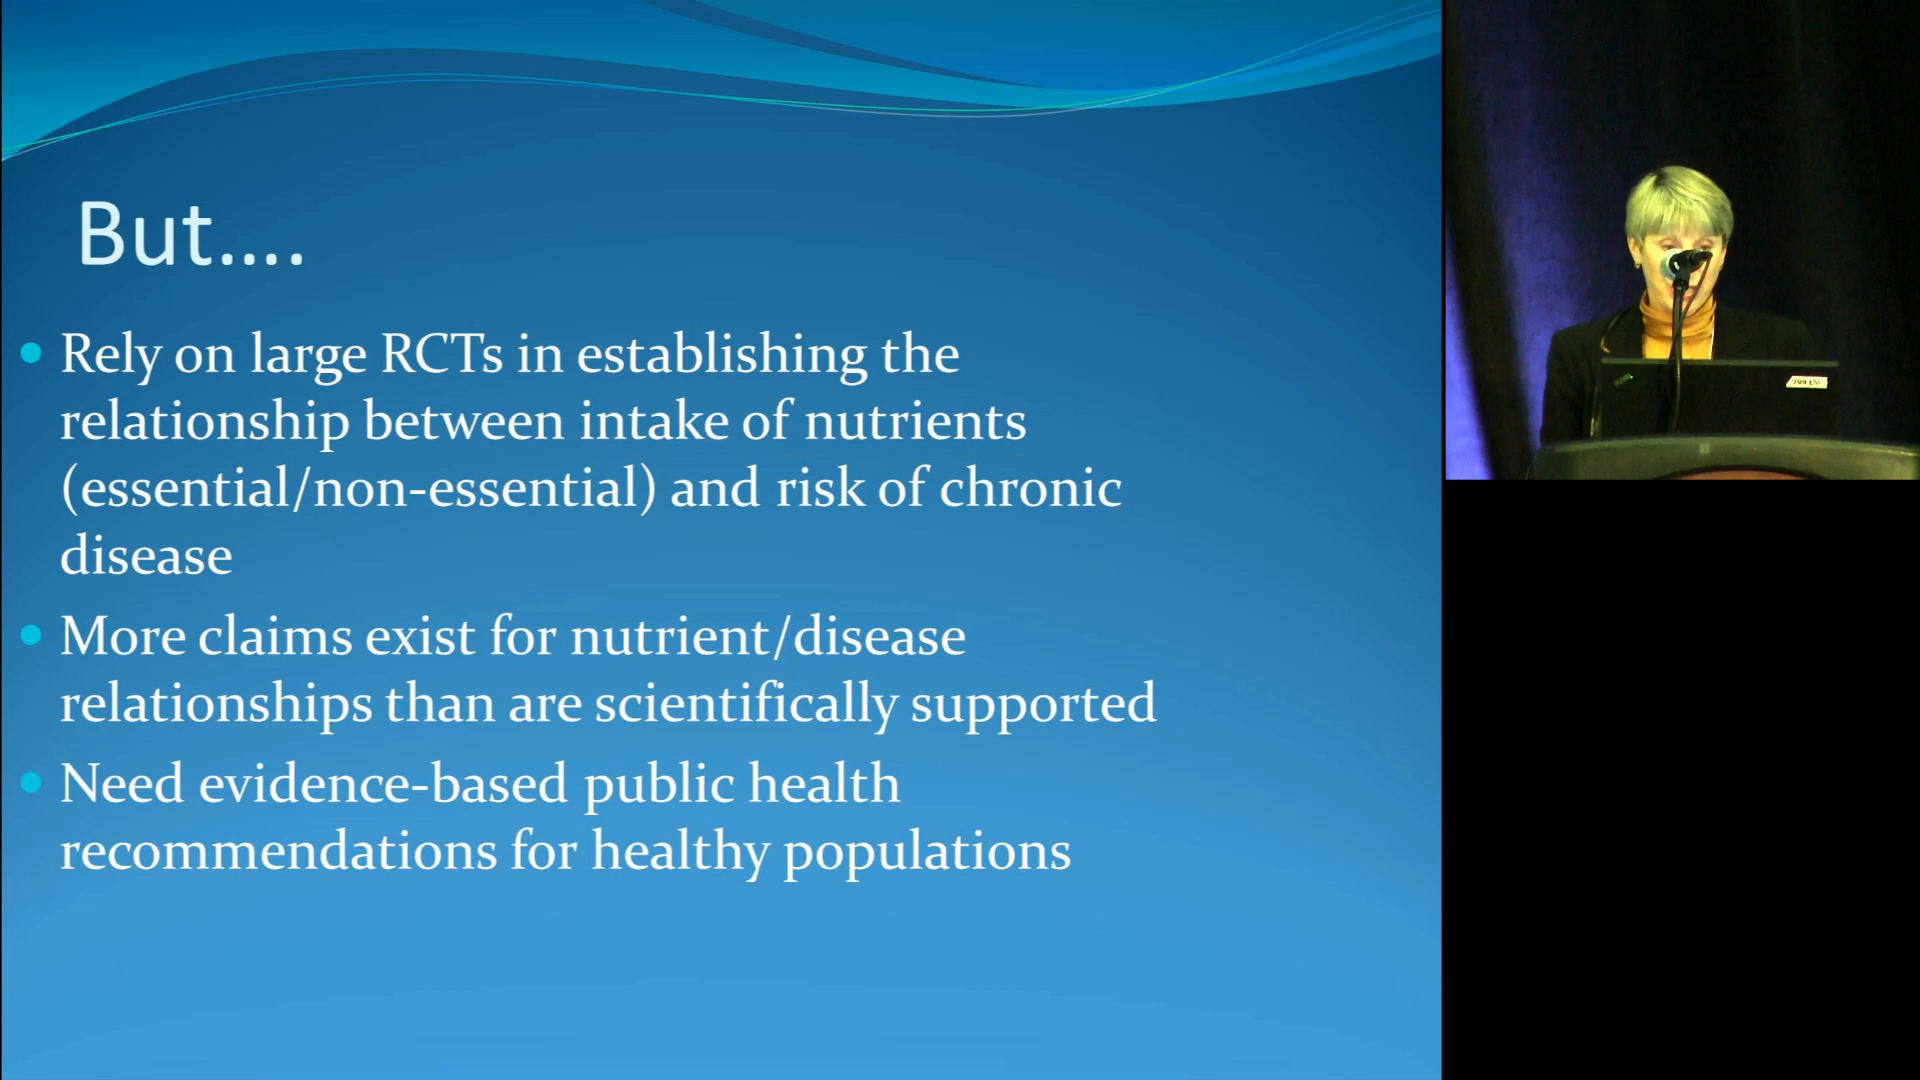 But....
Rely on large RCTs in establishing the
relationship between intake of nutrients
(essential/non-essential) and risk of chronic
disease
More claims exist for nutrient/disease
relationships than are scientifically supported
Need evidence-based public health
recommendations for healthy populations